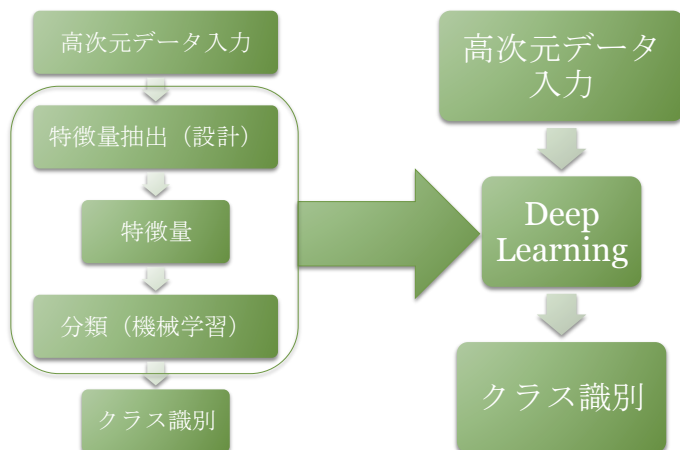 高次元データ入力
特徴量抽出（設計）
特徴量
分類（機械学習）
クラス識別
高次元データ
入力
Deep
Learning
クラス識別